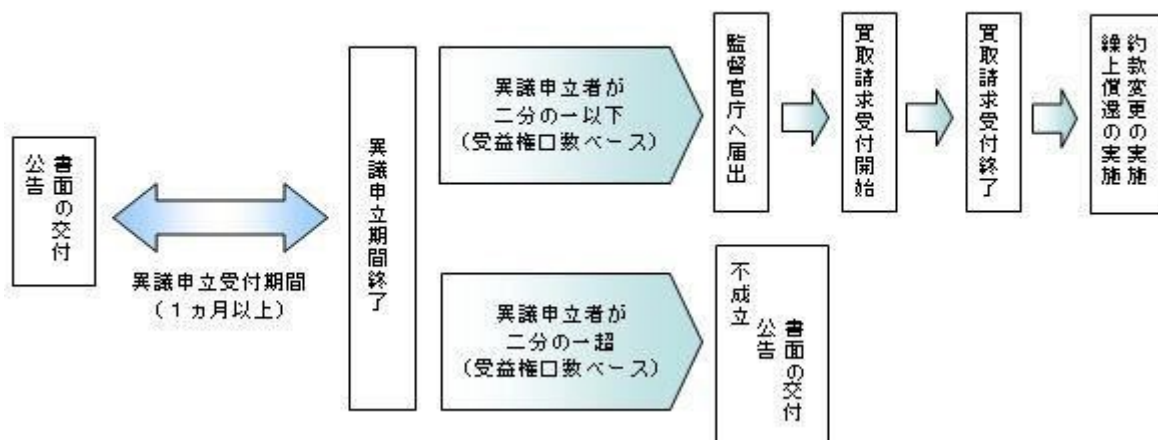 書面の交付
公告
異議申立受付期間
（１ヵ月以上）
異議申立期間終了
異議申立者が
二分の一以下
（受益権口数ベース）
監督官庁へ届出
買取請求受付開始
買取請求受付終了
約款変更の実施
繰上償還の実施
異議申立者が
二分の一超
（受益権口数ベース）
不成立
書面の交付
公告